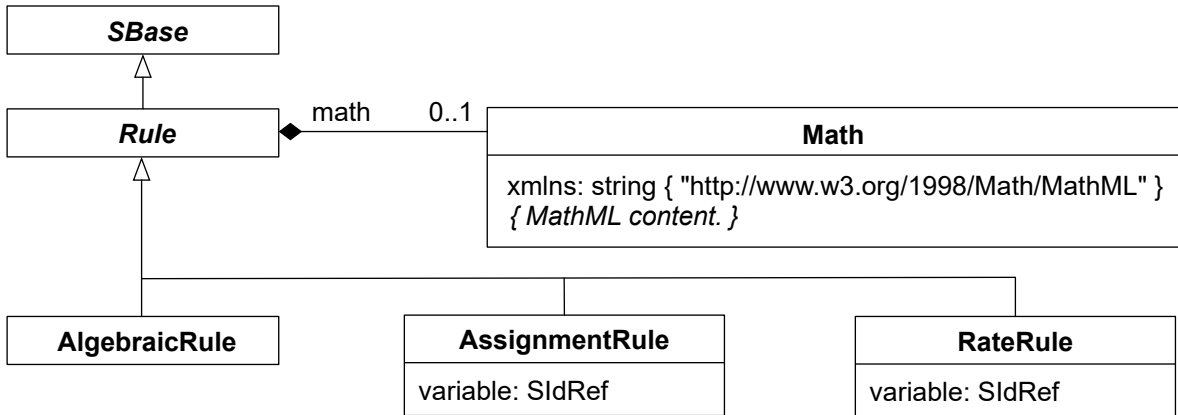 SBase
Rule
math 0..1
Math
xmlns: string { "http://www.w3.org/1998/Math/MathML" }
{ MathML content. }
AlgebraicRule
AssignmentRule
variable: SIdRef
RateRule
variable: SIdRef